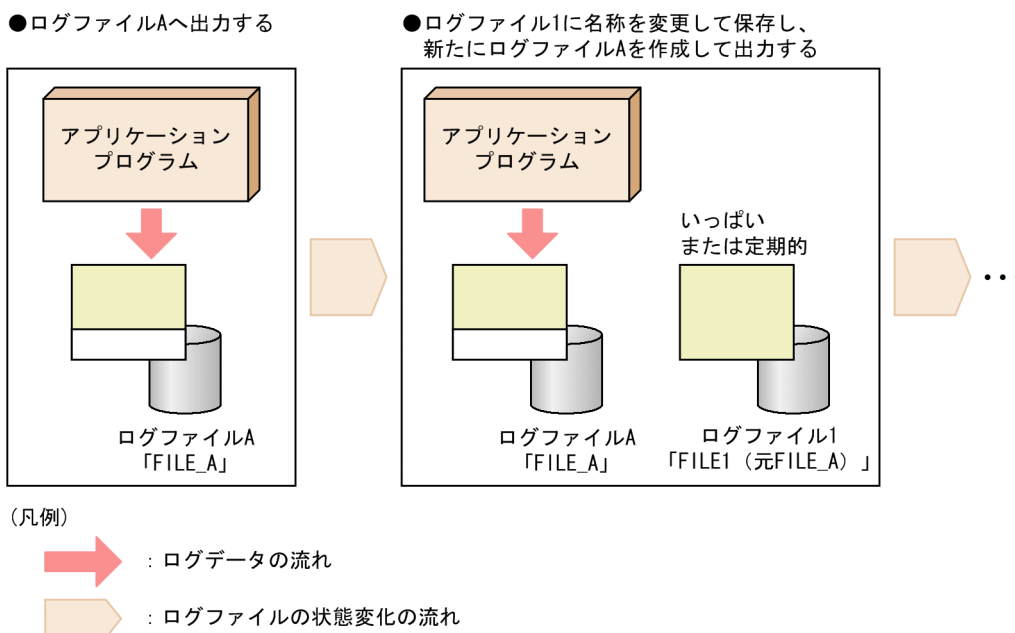 ●ログファイルAへ出力する
●ログファイル1に名称を変更して保存し、
新たにログファイルAを作成して出力する
アプリケーション
プログラム
ログファイルA
「FILE_A」
アプリケーション
プログラム
いっぱい
または定期的
ログファイルA
「FILE_A」
ログファイル1
「FILE1（元FILE_A）」
・・
(凡例)
：ログデータの流れ
：ログファイルの状態変化の流れ